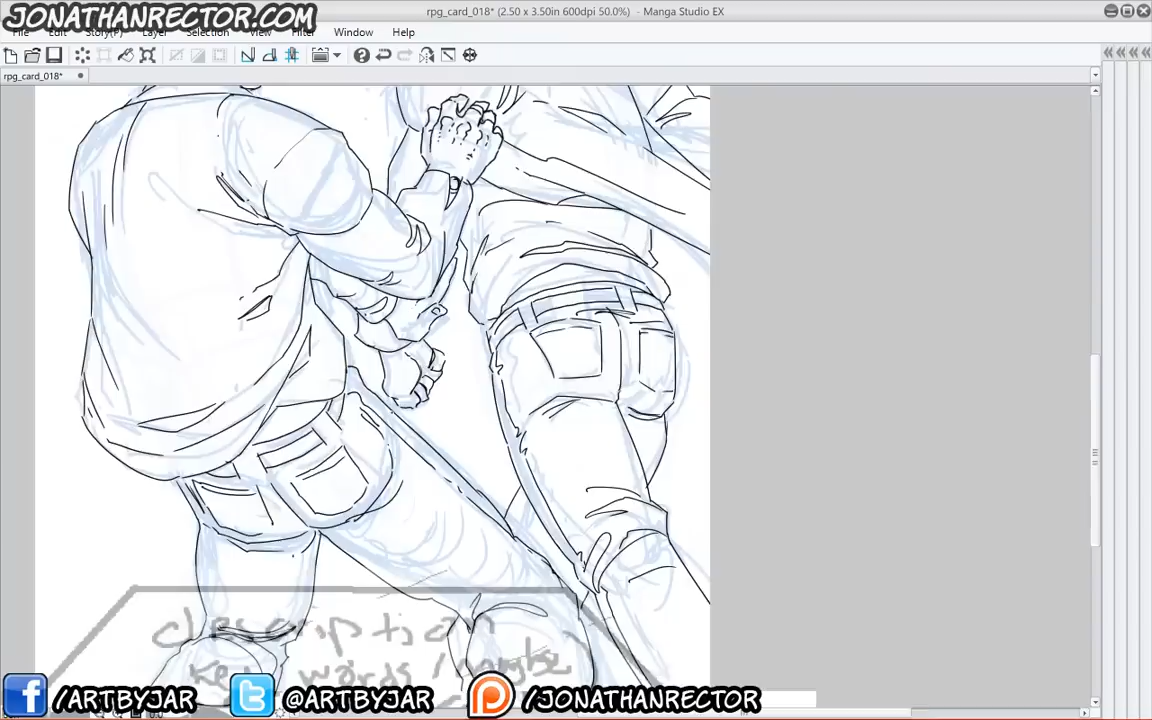 JONATHANRECTOR.COM
rpg_card_018* (2.50 x 3.50in 600dpi 50.0%) - Manga Studio EX
File Edit Story(P) Layer Selection View Filter Window Help
rpg_card_018*
description
key words / maybe
/ARTBYJAR @ARTBYJAR /JONATHANRECTOR